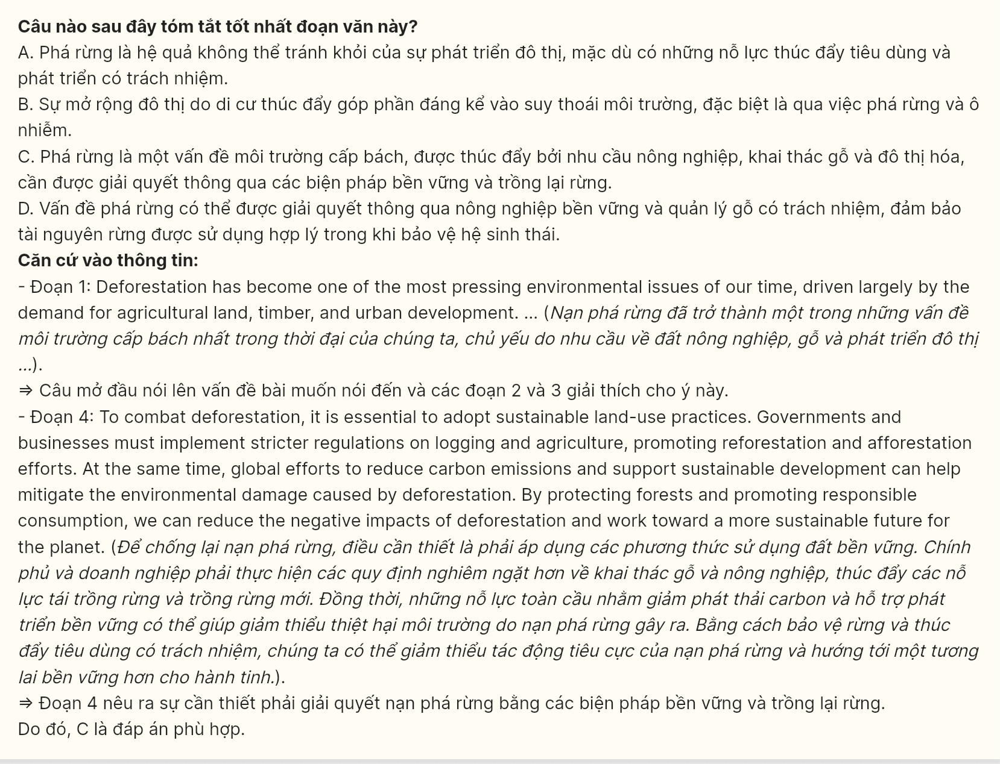 Câu nào sau đây tóm tắt tốt nhất đoạn văn này?
A. Phá rừng là hệ quả không thể tránh khỏi của sự phát triển đô thị, mặc dù có những nỗ lực thúc đẩy tiêu dùng và
phát triển có trách nhiệm.
B. Sự mở rộng đô thị do di cư thúc đẩy góp phần đáng kể vào suy thoái môi trường, đặc biệt là qua việc phá rừng và ô
nhiễm.
C. Phá rừng là một vấn đề môi trường cấp bách, được thúc đẩy bởi nhu cầu nông nghiệp, khai thác gỗ và đô thị hóa,
cần được giải quyết thông qua các biện pháp bền vững và trồng lại rừng.
D. Vấn đề phá rừng có thể được giải quyết thông qua nông nghiệp bền vững và quản lý gỗ có trách nhiệm, đảm bảo
tài nguyên rừng được sử dụng hợp lý trong khi bảo vệ hệ sinh thái.
Căn cứ vào thông tin:
- Đoạn 1: Deforestation has become one of the most pressing environmental issues of our time, driven largely by the
demand for agricultural land, timber, and urban development. ... (Nạn phá rừng đã trở thành một trong những vấn đề
môi trường cấp bách nhất trong thời đại của chúng ta, chủ yếu do nhu cầu về đất nông nghiệp, gỗ và phát triển đô thị
...).
⇒ Câu mở đầu nói lên vấn đề bài muốn nói đến và các đoạn 2 và 3 giải thích cho ý này.
- Đoạn 4: To combat deforestation, it is essential to adopt sustainable land-use practices. Governments and
businesses must implement stricter regulations on logging and agriculture, promoting reforestation and afforestation
efforts. At the same time, global efforts to reduce carbon emissions and support sustainable development can help
mitigate the environmental damage caused by deforestation. By protecting forests and promoting responsible
consumption, we can reduce the negative impacts of deforestation and work toward a more sustainable future for
the planet. (Để chống lại nạn phá rừng, điều cần thiết là phải áp dụng các phương thức sử dụng đất bền vững. Chính
phủ và doanh nghiệp phải thực hiện các quy định nghiêm ngặt hơn về khai thác gỗ và nông nghiệp, thúc đẩy các nỗ
lực tái trồng rừng và trồng rừng mới. Đồng thời, những nỗ lực toàn cầu nhằm giảm phát thải carbon và hỗ trợ phát
triển bền vững có thể giúp giảm thiểu thiệt hại môi trường do nạn phá rừng gây ra. Bằng cách bảo vệ rừng và thúc
đẩy tiêu dùng có trách nhiệm, chúng ta có thể giảm thiểu tác động tiêu cực của nạn phá rừng và hướng tới một tương
lai bền vững hơn cho hành tinh.).
⇒ Đoạn 4 nêu ra sự cần thiết phải giải quyết nạn phá rừng bằng các biện pháp bền vững và trồng lại rừng.
Do đó, C là đáp án phù hợp.